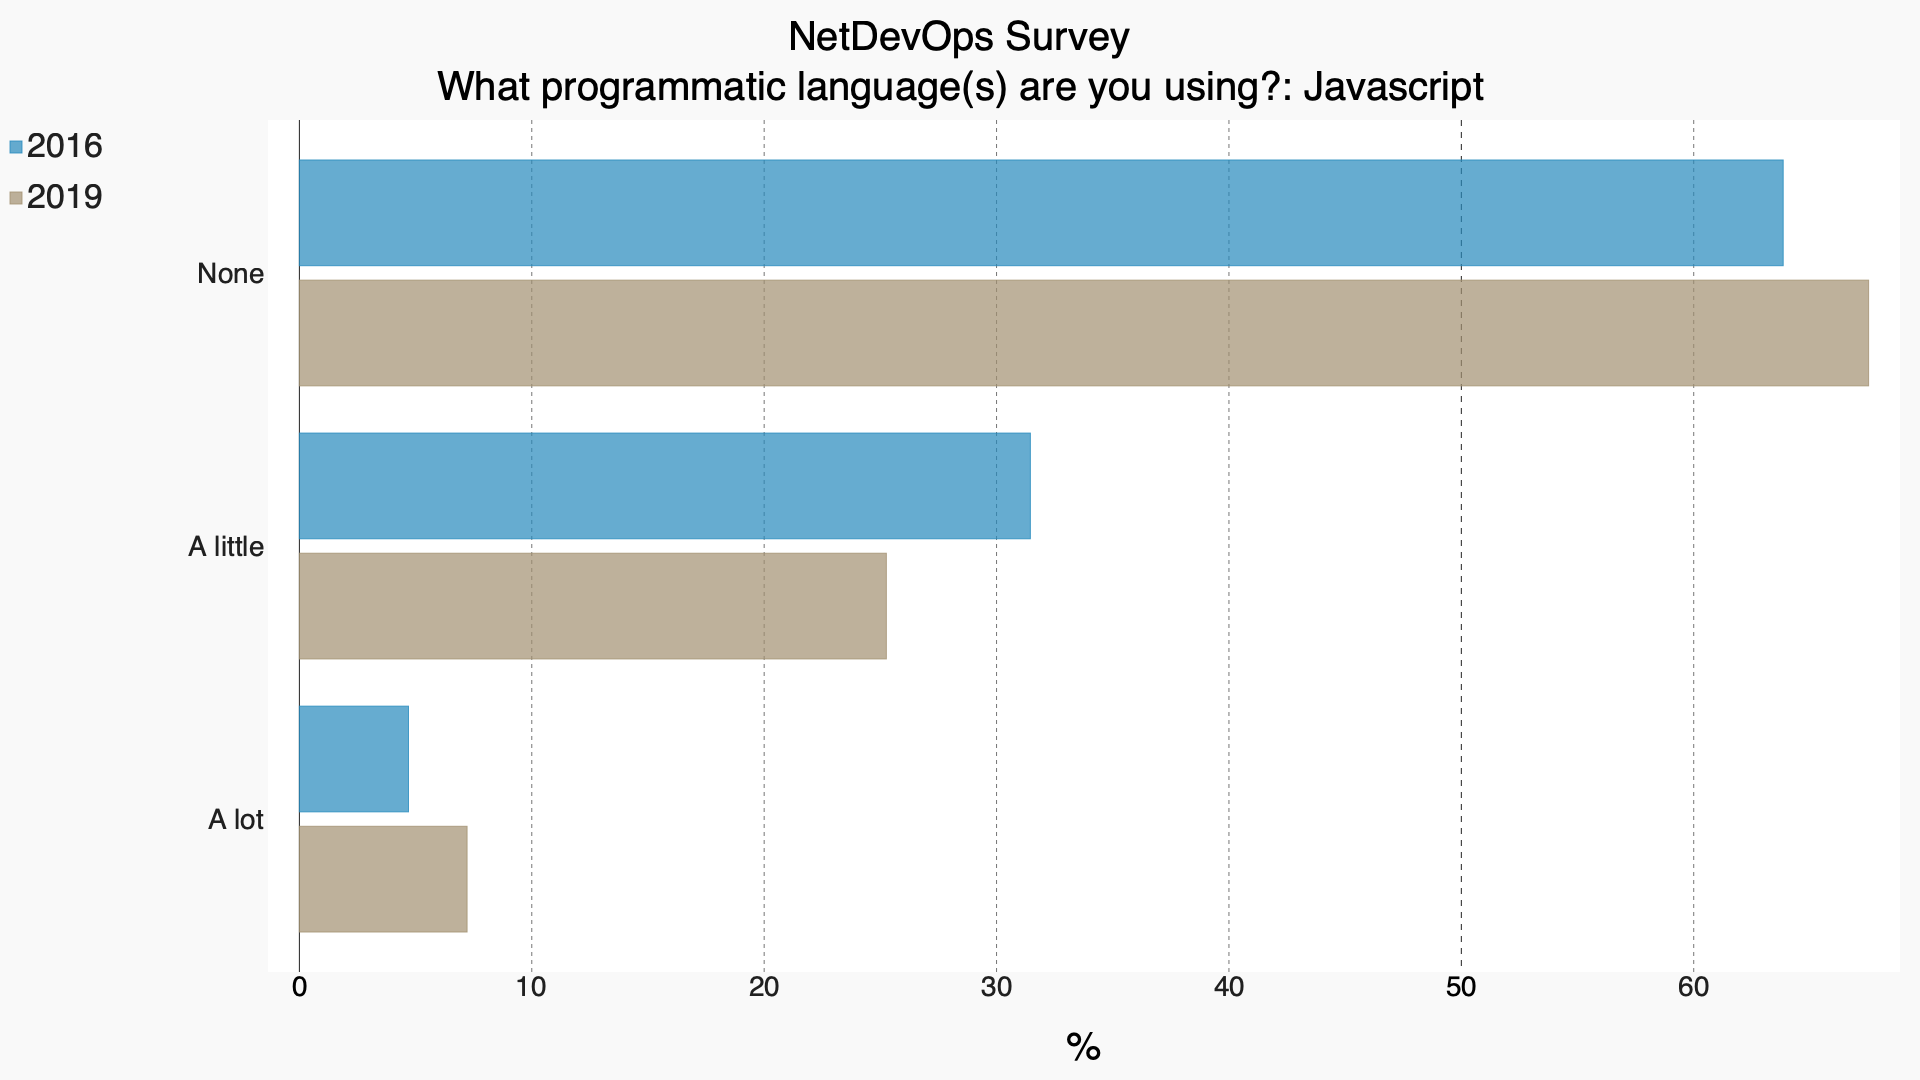 NetDevOps Survey
What programmatic language(s) are you using?: Javascript
2016
2019
None
A little
A lot
0 10 20 30 40 50 60
%